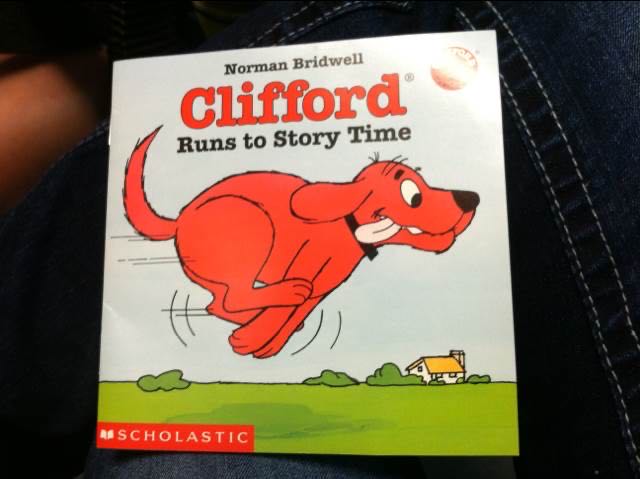 Norman Bridwell
Clifford®
Runs to Story Time
SCHOLASTIC